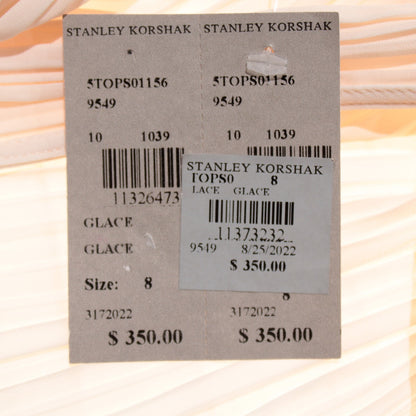 STANLEY KORSHAK
5TOPS01156
9549
10 1039
11326473
GLACE
GLACE
Size: 8
3172022
$ 350.00
STANLEY KORSHAK
5TOPS01156
9549
10 1039
STANLEY KORSHAK
TOPS0 8
LACE GLACE
11373232
9549 8/25/2022
$ 350.00
8
3172022
$ 350.00